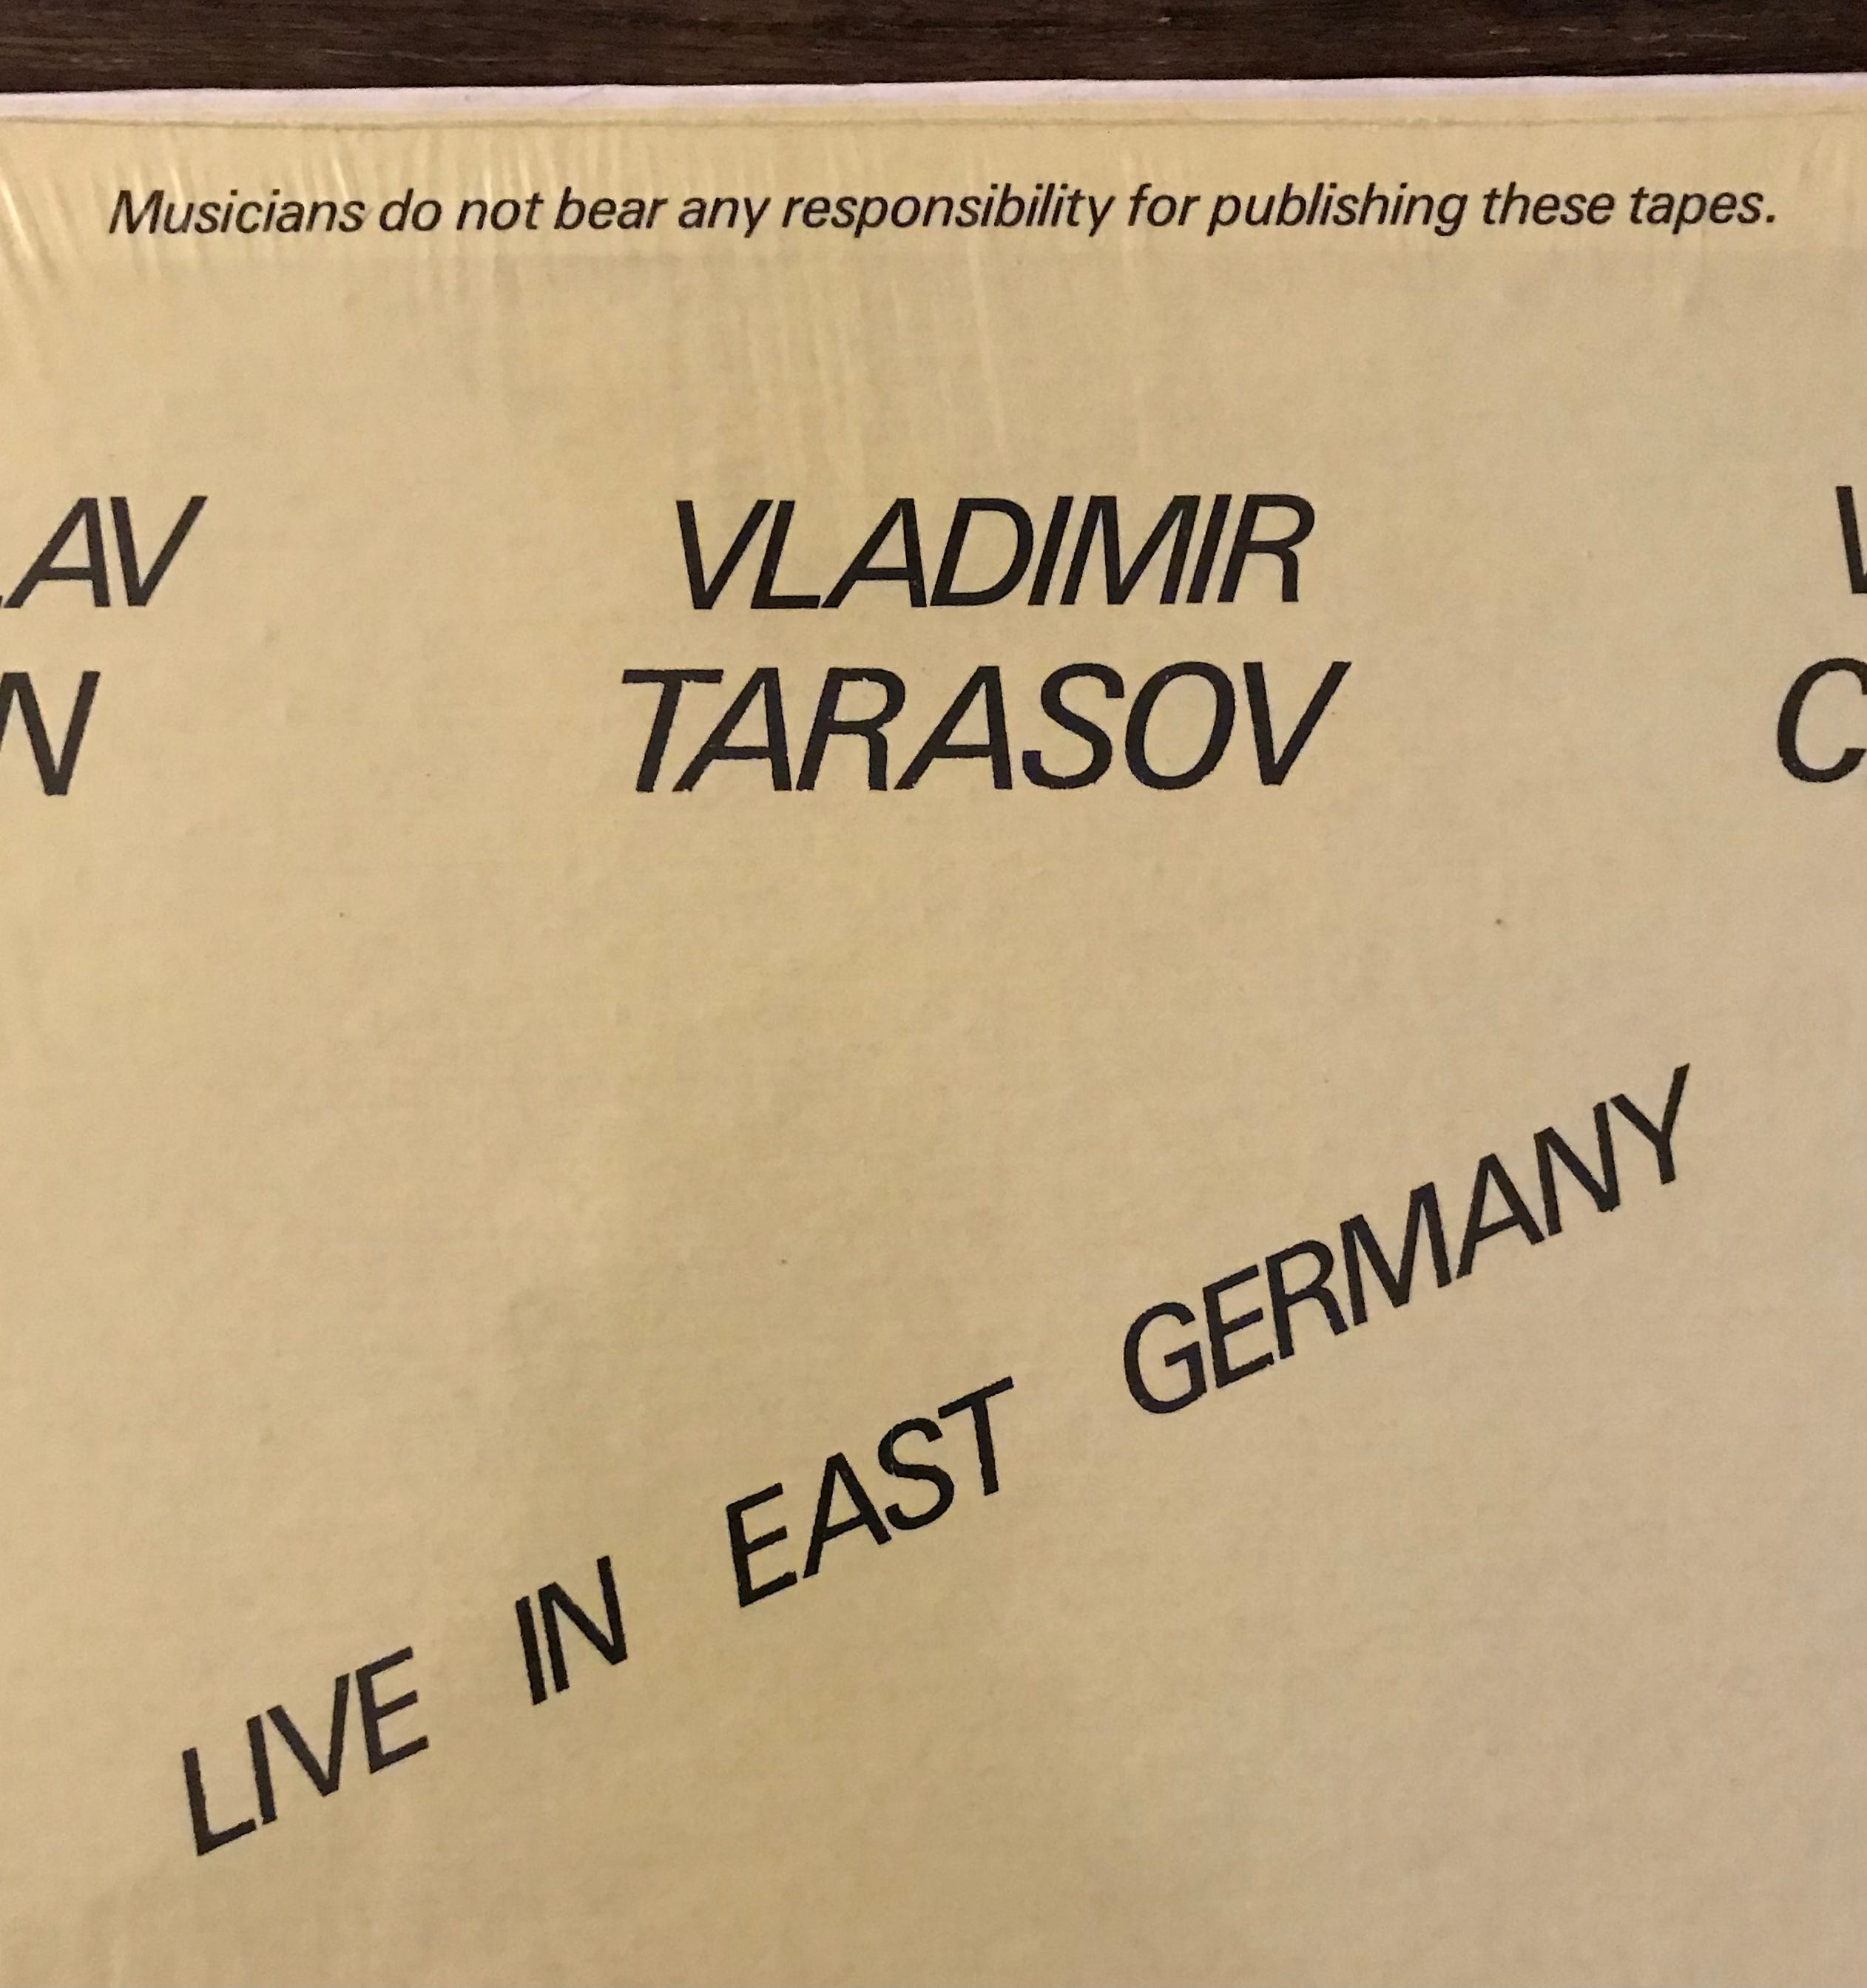 Musicians do not bear any responsibility for publishing these tapes.
VLADIMIR
TARASOV
LIVE IN EAST GERMANY